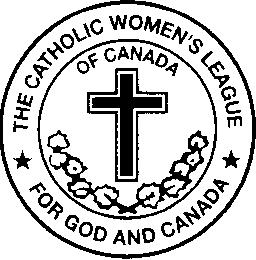 THE CATHOLIC WOMEN'S LEAGUE
OF CANADA
FOR GOD AND CANADA